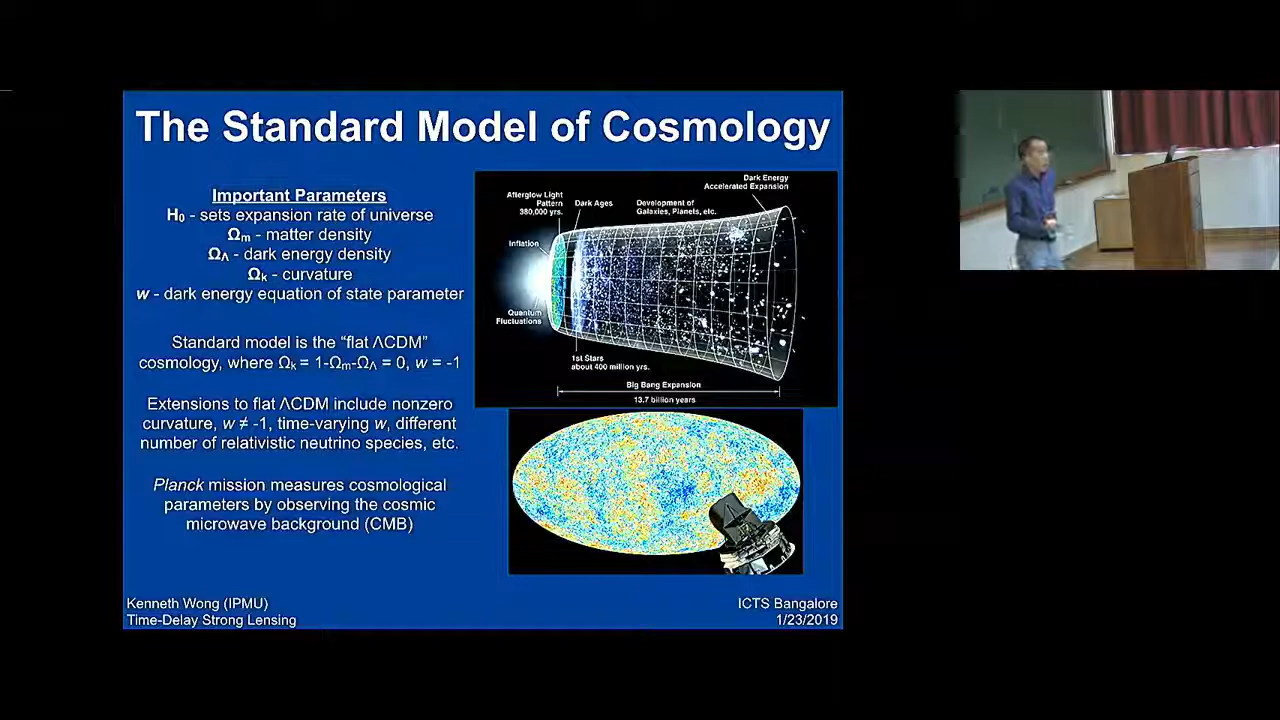 The Standard Model of Cosmology
Important Parameters
H₀ - sets expansion rate of universe
Ωₘ - matter density
Ω_Λ - dark energy density
Ωₖ - curvature
w - dark energy equation of state parameter
Standard model is the “flat ΛCDM”
cosmology, where Ωₖ = 1-Ωₘ-Ω_Λ = 0, w = -1
Extensions to flat ΛCDM include nonzero
curvature, w ≠ -1, time-varying w, different
number of relativistic neutrino species, etc.
Planck mission measures cosmological
parameters by observing the cosmic
microwave background (CMB)
Dark Energy
Accelerated Expansion
Afterglow Light
Pattern
380,000 yrs.
Dark Ages
Development of
Galaxies, Planets, etc.
Inflation
Quantum
Fluctuations
1st Stars
about 400 million yrs.
Big Bang Expansion
13.7 billion years
Kenneth Wong (IPMU)
Time-Delay Strong Lensing
ICTS Bangalore
1/23/2019